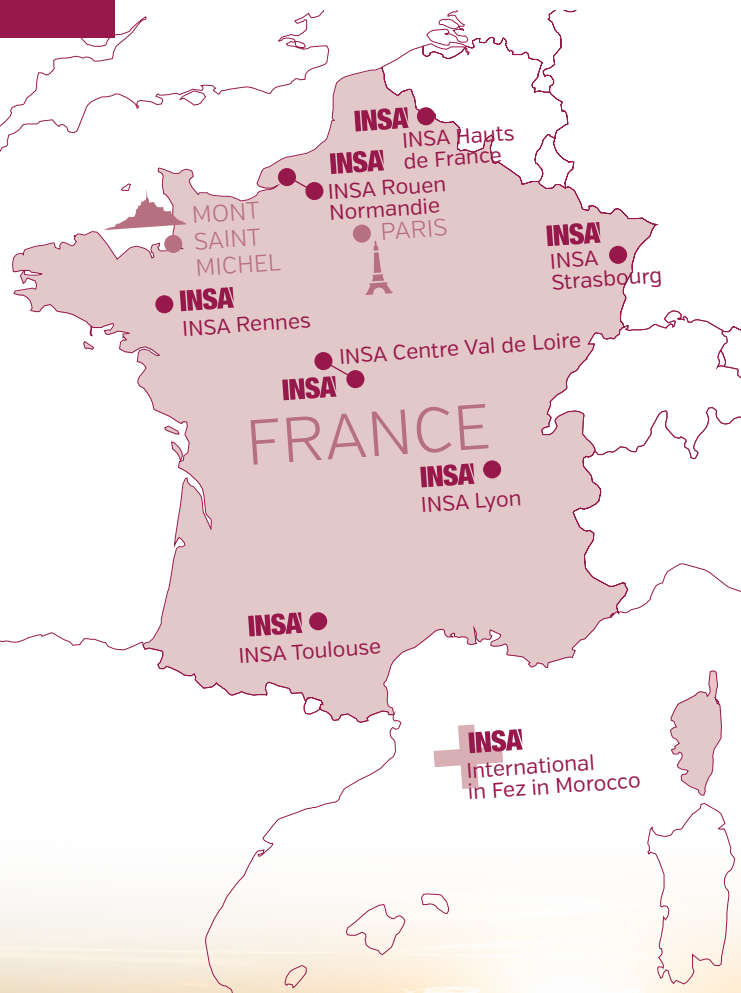 INSA
INSA Hauts
de France
INSA
INSA Rouen
Normandie
MONT
SAINT
MICHEL
PARIS
INSA
INSA
Strasbourg
INSA
INSA Rennes
INSA Centre Val de Loire
INSA
FRANCE
INSA
INSA Lyon
INSA
INSA Toulouse
INSA
International
in Fez in Morocco